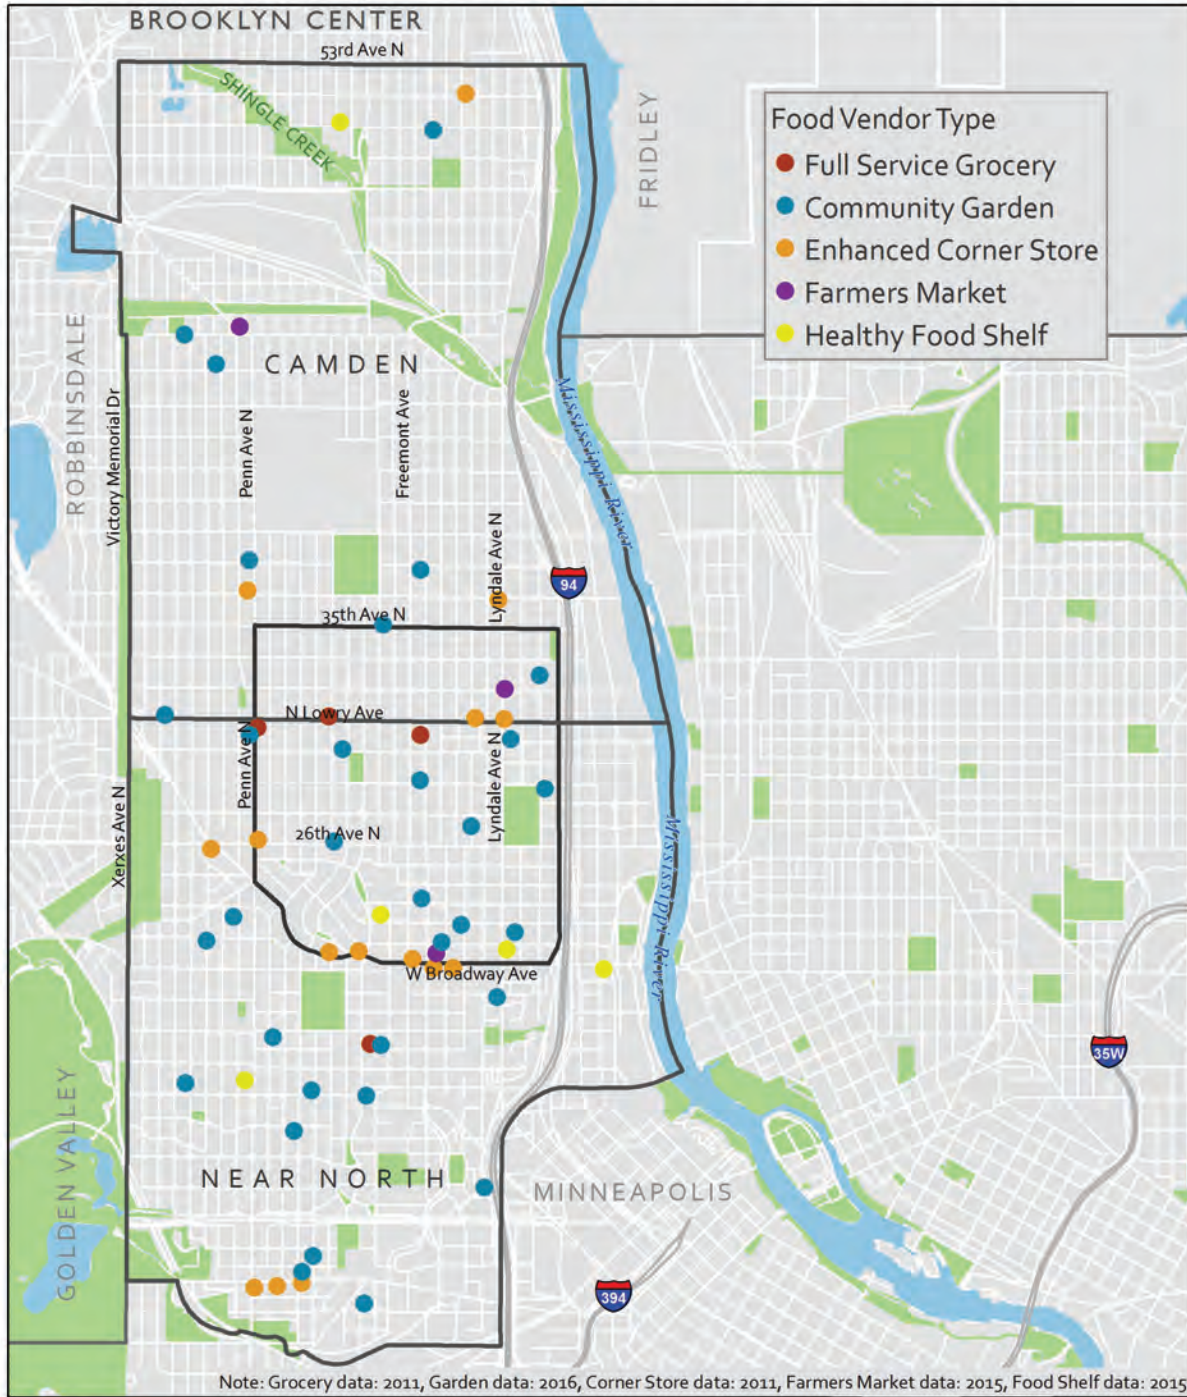 BROOKLYN CENTER
53rd Ave N
SHINGLE CREEK
FRIDLEY
Food Vendor Type
Full Service Grocery
Community Garden
Enhanced Corner Store
Farmers Market
Healthy Food Shelf
ROBBINSDALE
CAMDEN
Victory Memorial Dr
Penn Ave N
Freemont Ave
Mississippi River
Lyndale Ave N
94
35th Ave N
N Lowry Ave
Penn Ave N
Lyndale Ave N
Xerxes Ave N
26th Ave N
Mississippi River
W Broadway Ave
35W
GOLDEN VALLEY
NEAR NORTH
MINNEAPOLIS
394
Note: Grocery data: 2011, Garden data: 2016, Corner Store data: 2011, Farmers Market data: 2015, Food Shelf data: 2015